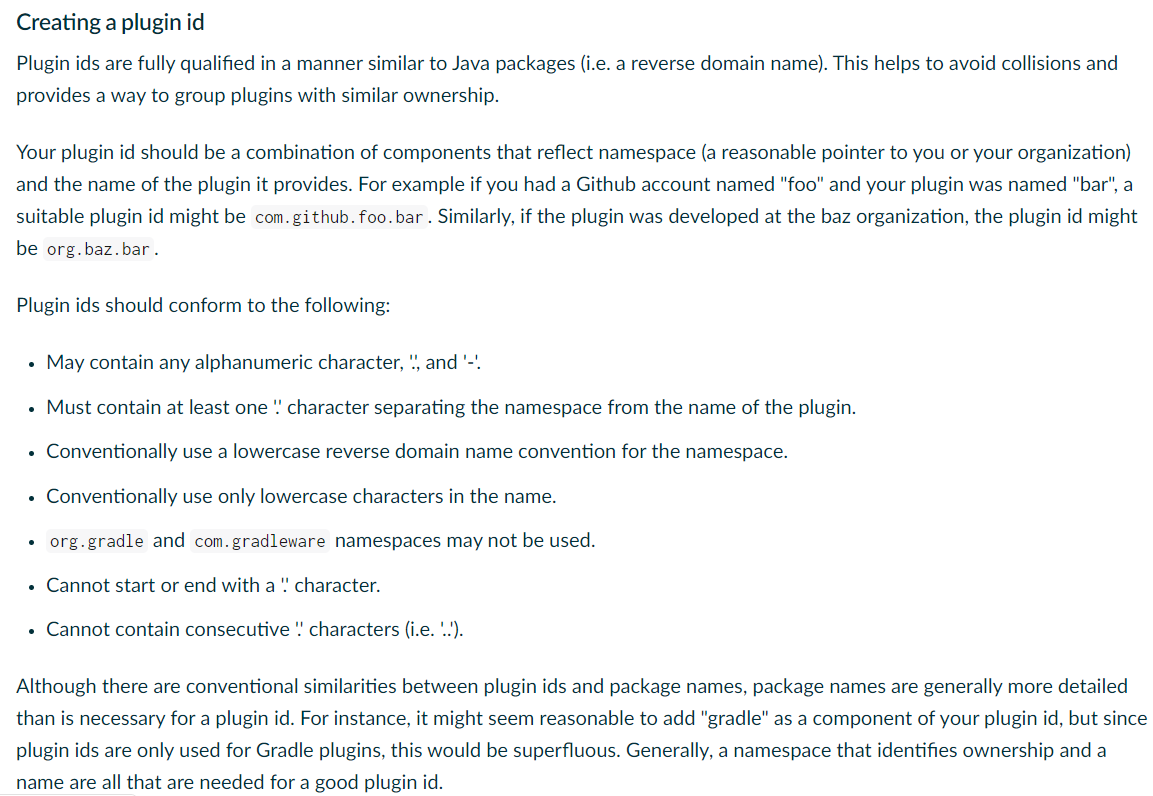 Creating a plugin id
Plugin ids are fully qualified in a manner similar to Java packages (i.e. a reverse domain name). This helps to avoid collisions and
provides a way to group plugins with similar ownership.
Your plugin id should be a combination of components that reflect namespace (a reasonable pointer to you or your organization)
and the name of the plugin it provides. For example if you had a Github account named "foo" and your plugin was named "bar", a
suitable plugin id might be com.github.foo.bar. Similarly, if the plugin was developed at the baz organization, the plugin id might
be org.baz.bar.
Plugin ids should conform to the following:
• May contain any alphanumeric character, '.', and '-'.
• Must contain at least one '.' character separating the namespace from the name of the plugin.
• Conventionally use a lowercase reverse domain name convention for the namespace.
• Conventionally use only lowercase characters in the name.
• org.gradle and com.gradleware namespaces may not be used.
• Cannot start or end with a '.' character.
• Cannot contain consecutive '.' characters (i.e. '..').
Although there are conventional similarities between plugin ids and package names, package names are generally more detailed
than is necessary for a plugin id. For instance, it might seem reasonable to add "gradle" as a component of your plugin id, but since
plugin ids are only used for Gradle plugins, this would be superfluous. Generally, a namespace that identifies ownership and a
name are all that are needed for a good plugin id.